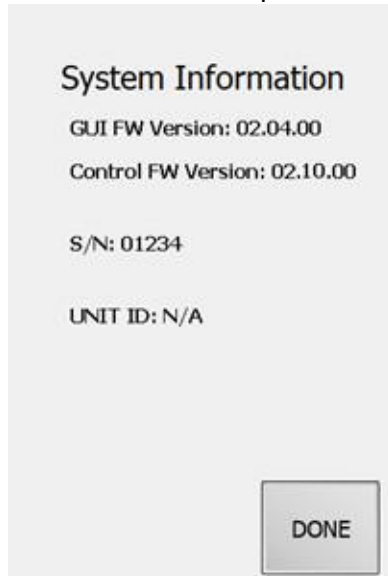 System Information
GUI FW Version: 02.04.00
Control FW Version: 02.10.00
S/N: 01234
UNIT ID: N/A
DONE